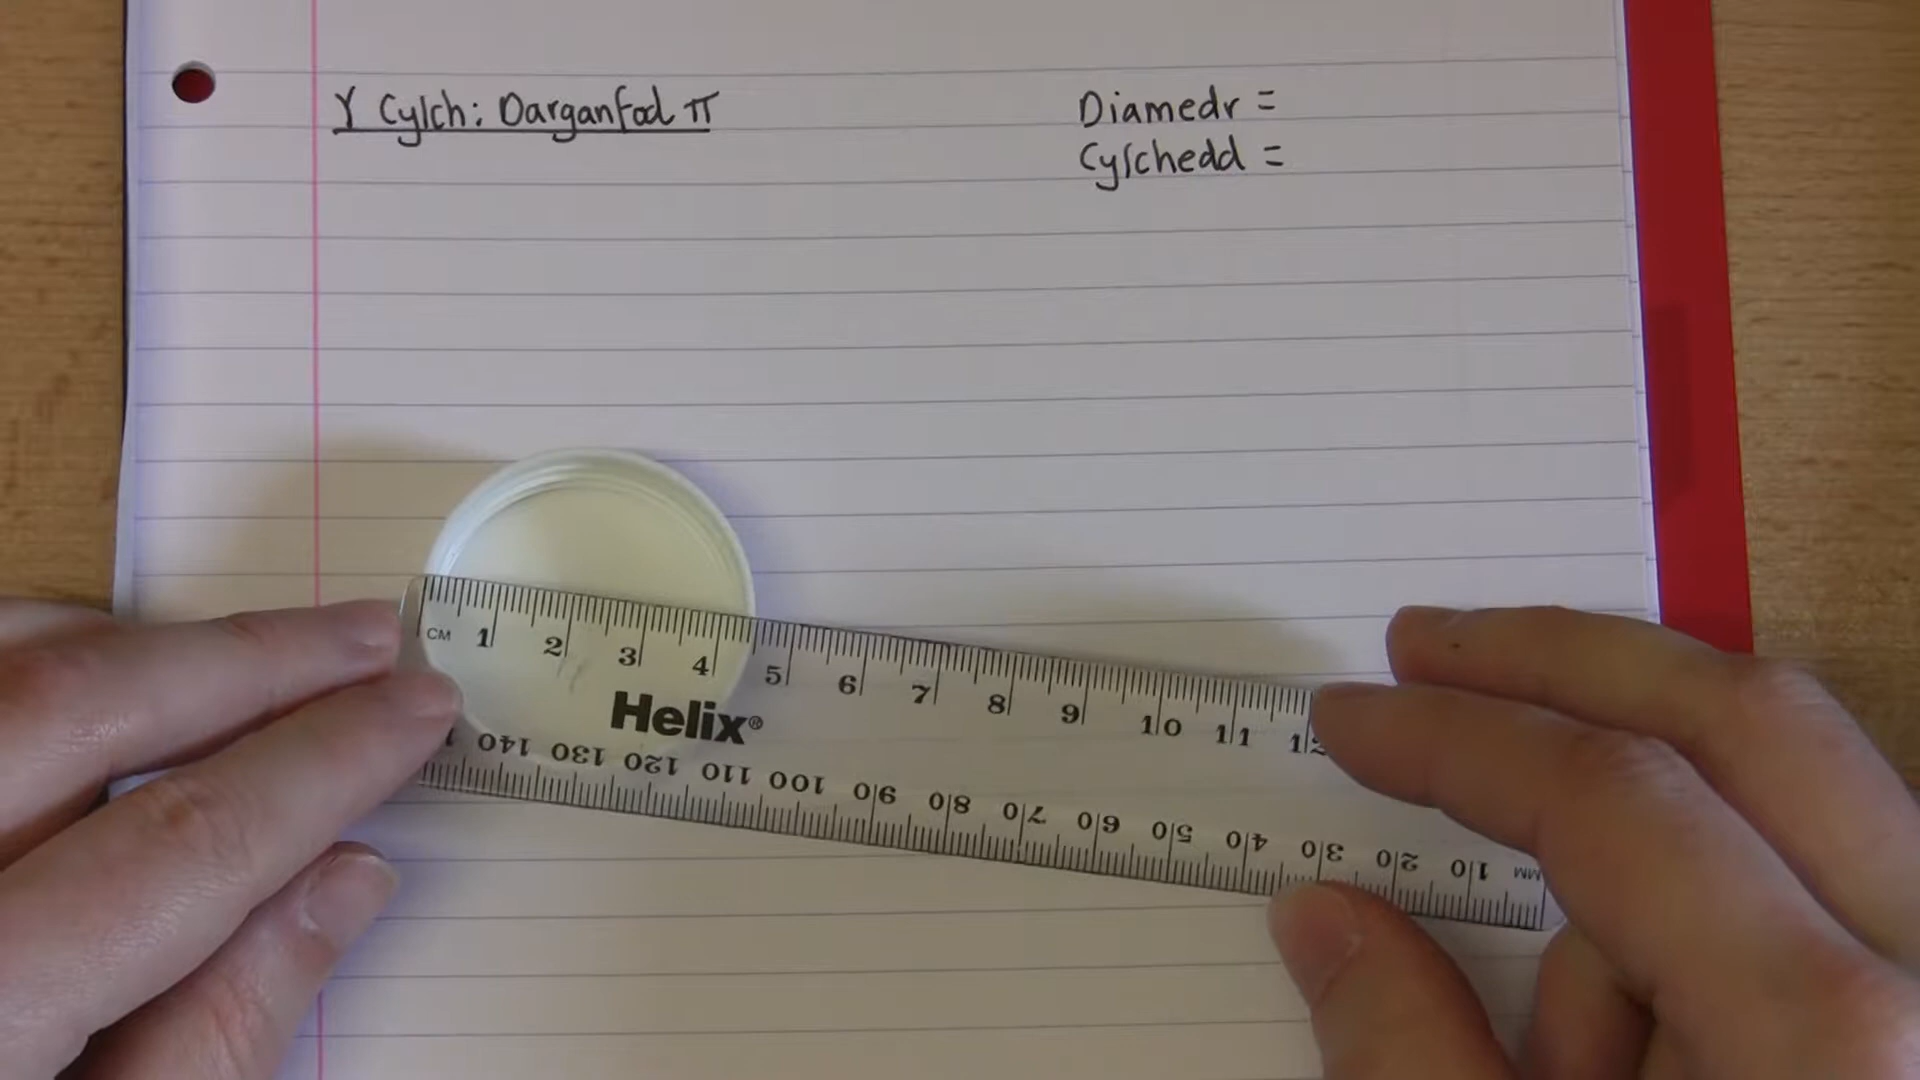 Y Cylch: Darganfod π
Diamedr =
Cylchedd =
CM 1 2 3 4 5 6 7 8 9 10 11
Helix®
140 130 120 110 100 90 80 70 60 50 40 30 20 10 MM